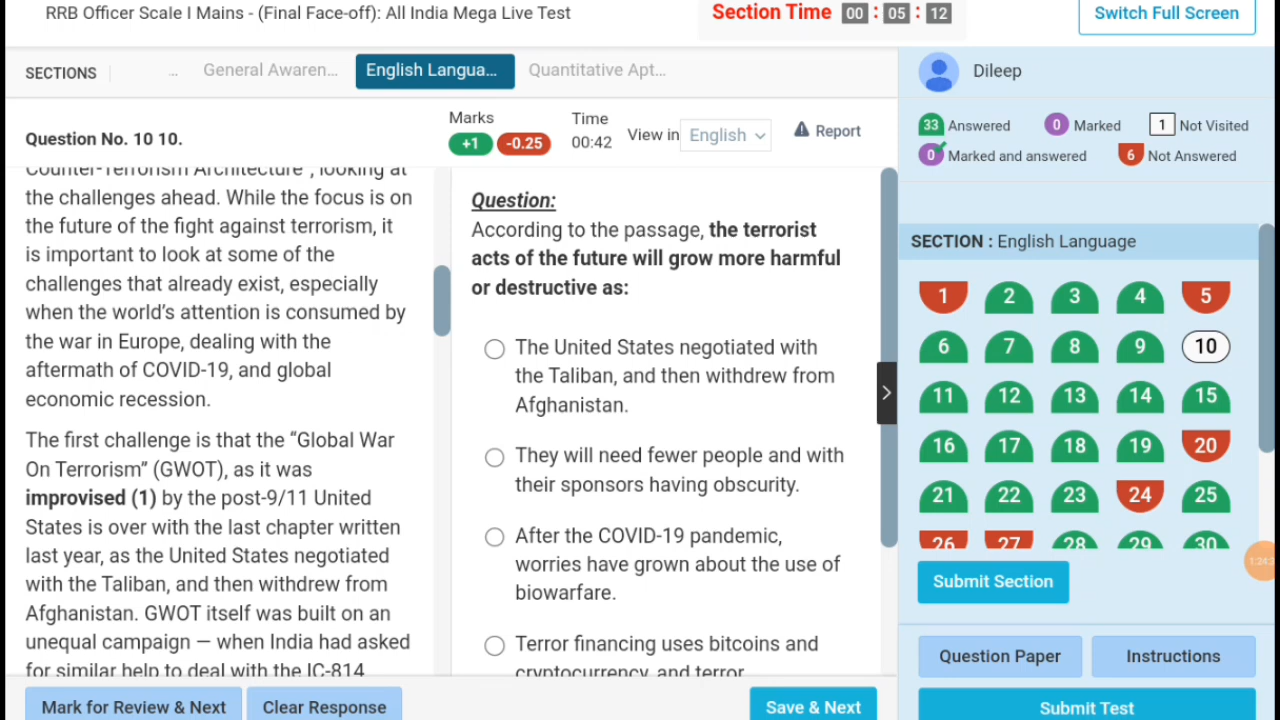 RRB Officer Scale I Mains - (Final Face-off): All India Mega Live Test
Section Time 00 : 05 : 12
Switch Full Screen
SECTIONS
...
General Awaren...
English Langua...
Quantitative Apt...
Dileep
33 Answered
0 Marked
1 Not Visited
0 Marked and answered
6 Not Answered
Question No. 10 10.
Marks
+1 -0.25
Time
00:42
View in English
Report
Counter-Terrorism Architecture", looking at
the challenges ahead. While the focus is on
the future of the fight against terrorism, it
is important to look at some of the
challenges that already exist, especially
when the world's attention is consumed by
the war in Europe, dealing with the
aftermath of COVID-19, and global
economic recession.
The first challenge is that the "Global War
On Terrorism" (GWOT), as it was
improvised (1) by the post-9/11 United
States is over with the last chapter written
last year, as the United States negotiated
with the Taliban, and then withdrew from
Afghanistan. GWOT itself was built on an
unequal campaign — when India had asked
for similar help to deal with the IC-814
Question:
According to the passage, the terrorist
acts of the future will grow more harmful
or destructive as:
The United States negotiated with
the Taliban, and then withdrew from
Afghanistan.
They will need fewer people and with
their sponsors having obscurity.
After the COVID-19 pandemic,
worries have grown about the use of
biowarfare.
Terror financing uses bitcoins and
cryptocurrency, and terror
>
SECTION : English Language
1 2 3 4 5
6 7 8 9 10
11 12 13 14 15
16 17 18 19 20
21 22 23 24 25
26 27 28 29 30
Submit Section
Question Paper
Instructions
Mark for Review & Next
Clear Response
Save & Next
Submit Test